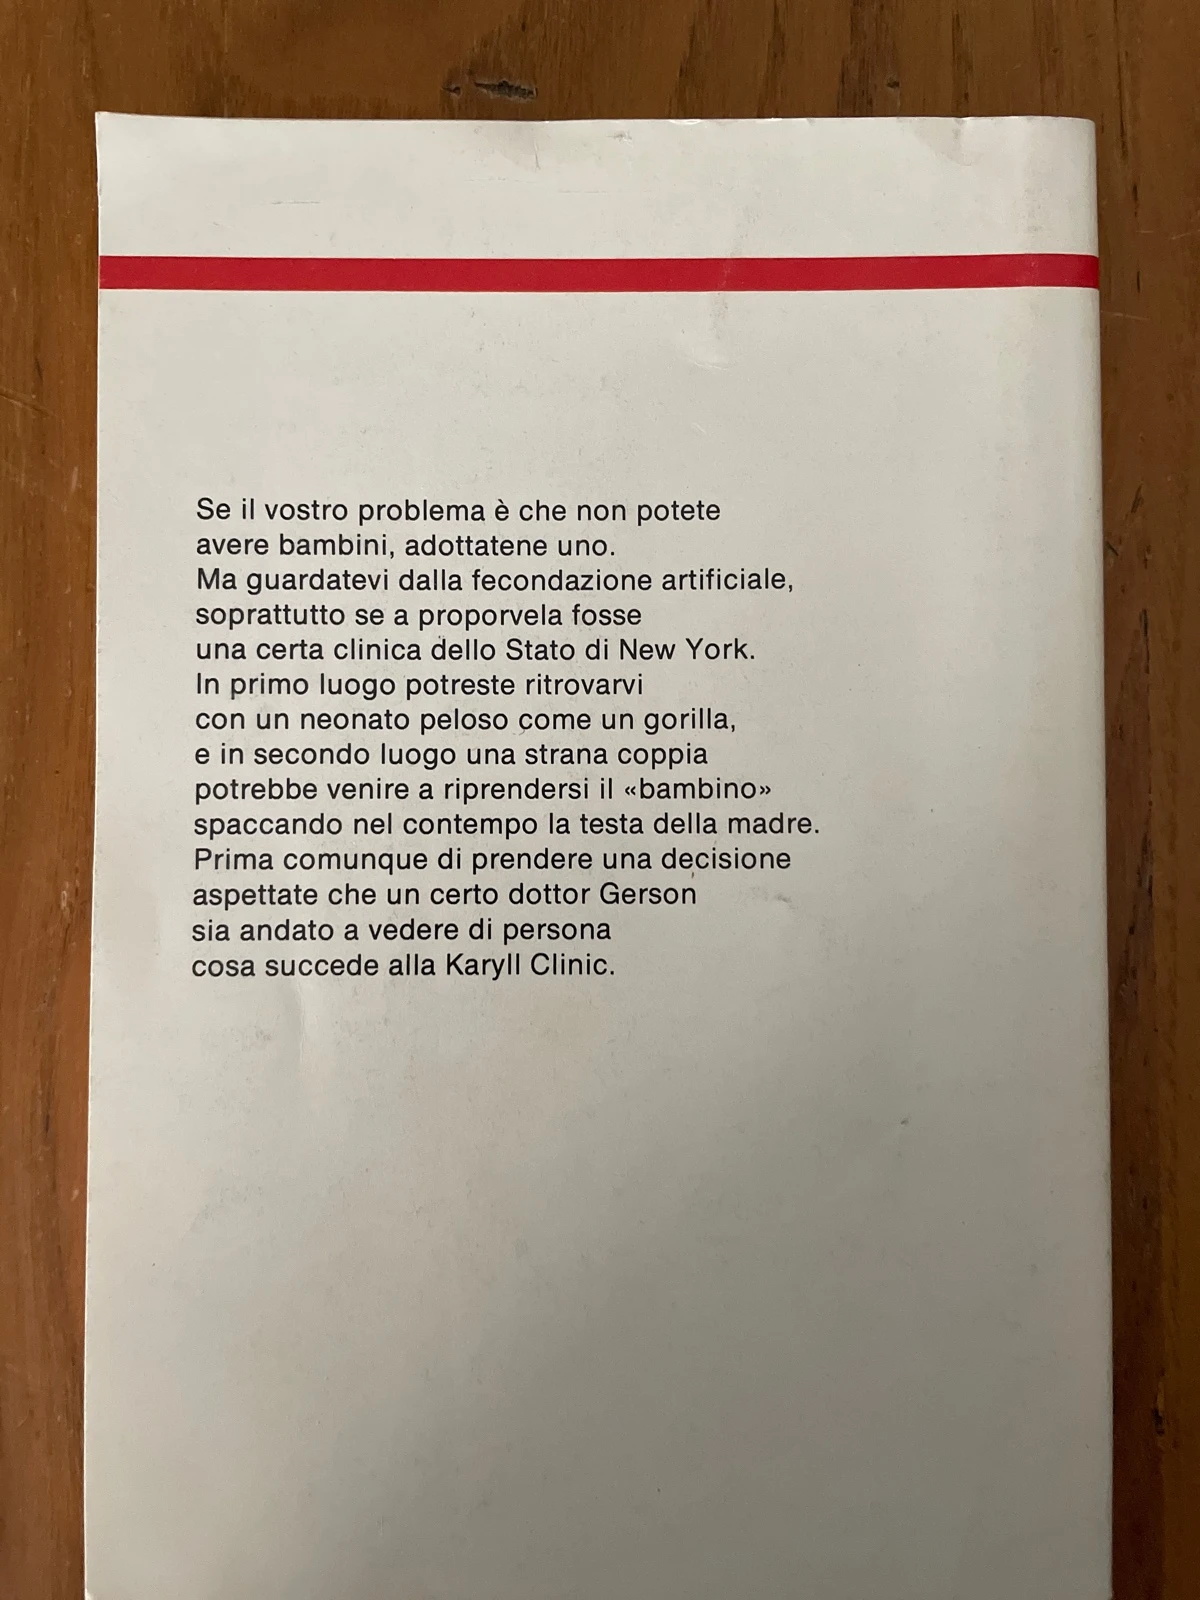 Se il vostro problema è che non potete
avere bambini, adottatene uno.
Ma guardatevi dalla fecondazione artificiale,
soprattutto se a proporvela fosse
una certa clinica dello Stato di New York.
In primo luogo potreste ritrovarvi
con un neonato peloso come un gorilla,
e in secondo luogo una strana coppia
potrebbe venire a riprendersi il «bambino»
spaccando nel contempo la testa della madre.
Prima comunque di prendere una decisione
aspettate che un certo dottor Gerson
sia andato a vedere di persona
cosa succede alla Karyll Clinic.